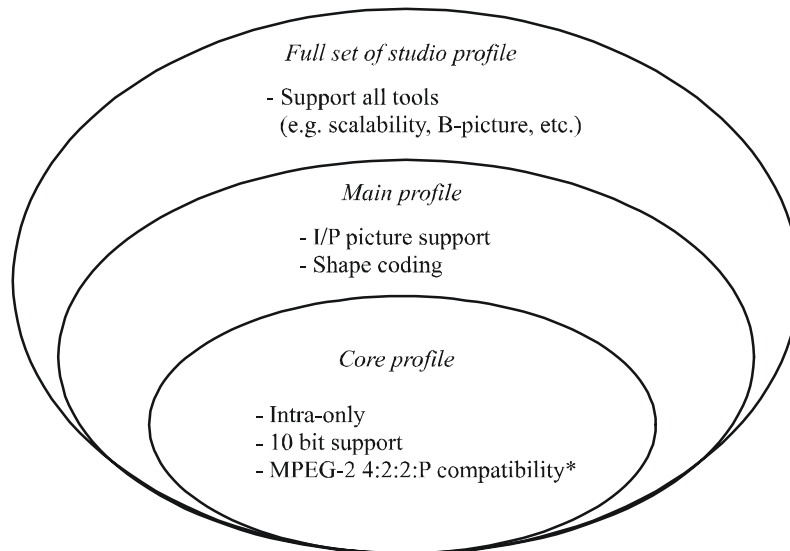 Full set of studio profile
- Support all tools
(e.g. scalability, B-picture, etc.)
Main profile
- I/P picture support
- Shape coding
Core profile
- Intra-only
- 10 bit support
- MPEG-2 4:2:2:P compatibility*